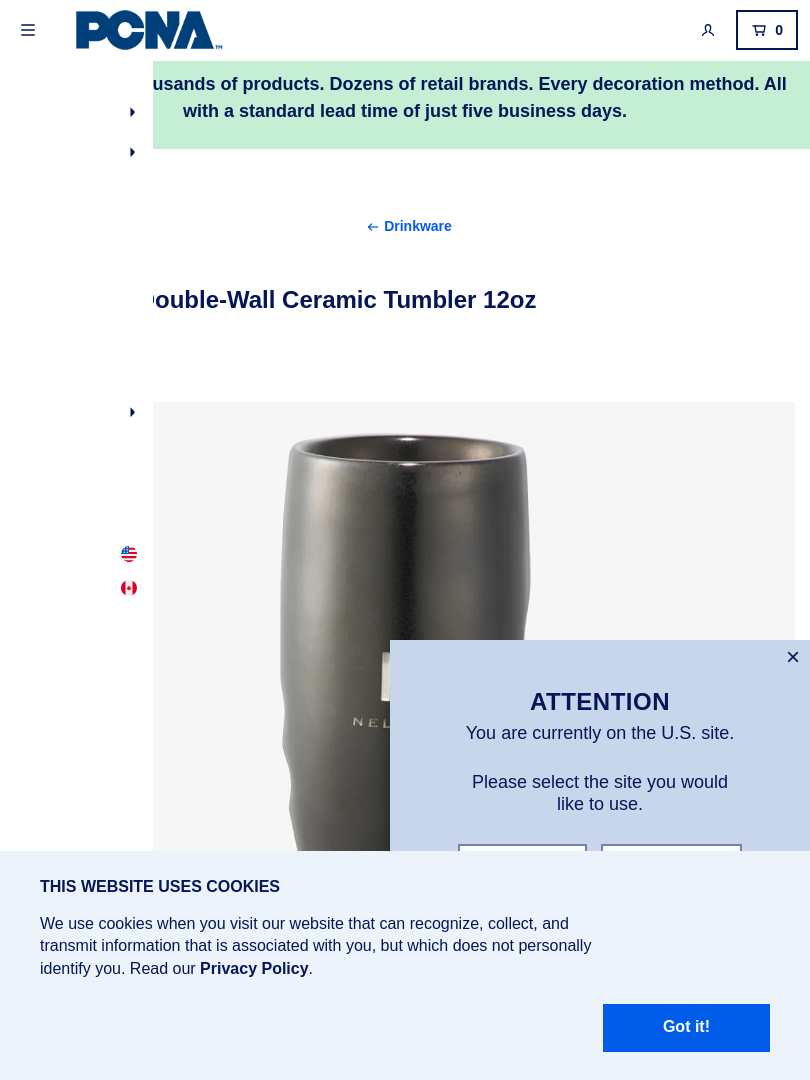 PCNA™
0
usands of products. Dozens of retail brands. Every decoration method. All
with a standard lead time of just five business days.
← Drinkware
Double-Wall Ceramic Tumbler 12oz
ATTENTION
You are currently on the U.S. site.
Please select the site you would
like to use.
THIS WEBSITE USES COOKIES
We use cookies when you visit our website that can recognize, collect, and
transmit information that is associated with you, but which does not personally
identify you. Read our Privacy Policy.
Got it!